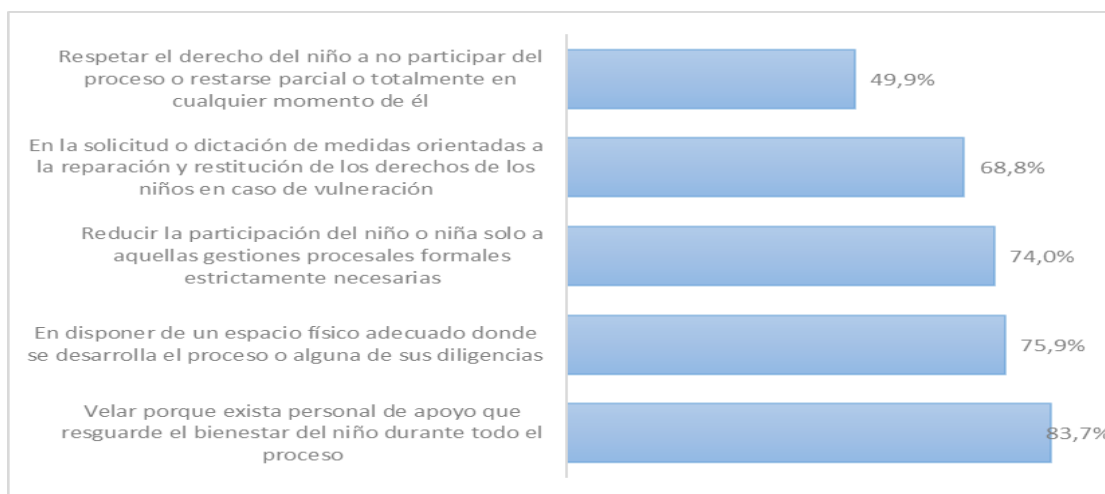 Respetar el derecho del niño a no participar del
proceso o restarse parcial o totalmente en
cualquier momento de él
49,9%
En la solicitud o dictación de medidas orientadas a
la reparación y restitución de los derechos de los
niños en caso de vulneración
68,8%
Reducir la participación del niño o niña solo a
aquellas gestiones procesales formales
estrictamente necesarias
74,0%
En disponer de un espacio físico adecuado donde
se desarrolla el proceso o alguna de sus diligencias
75,9%
Velar porque exista personal de apoyo que
resguarde el bienestar del niño durante todo el
proceso
83,7%